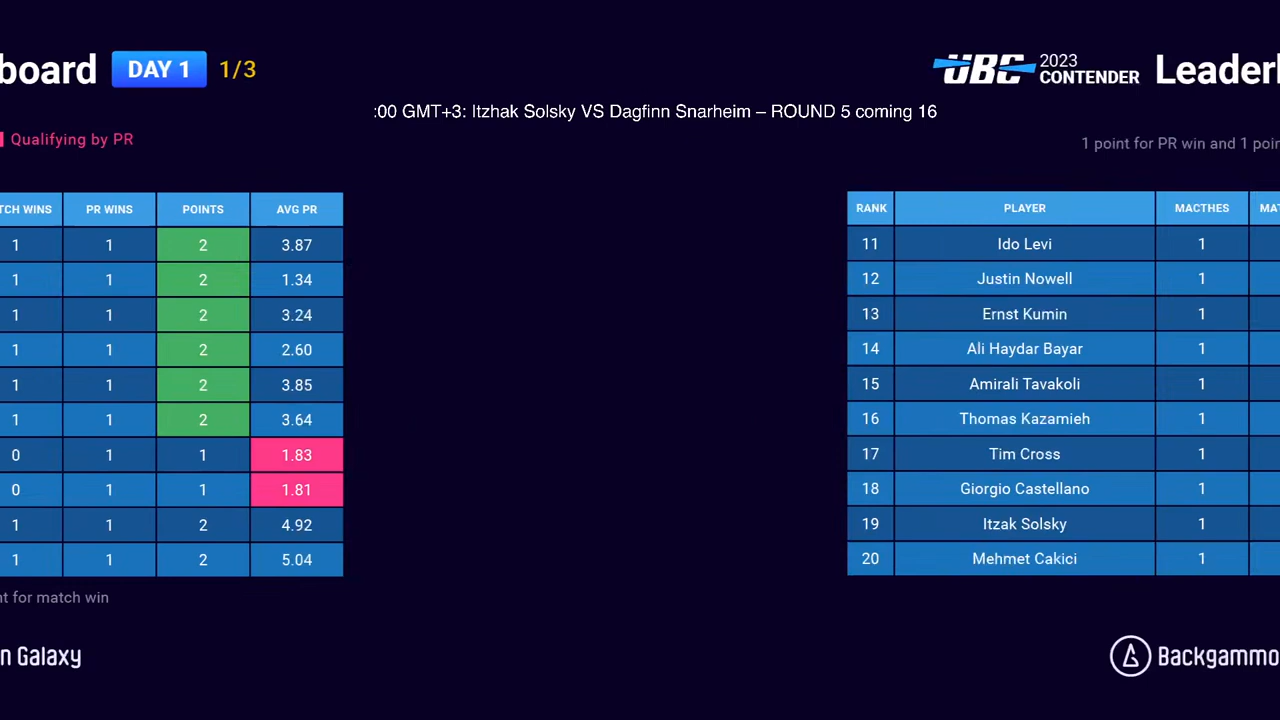 board DAY 1 1/3
UBC 2023 CONTENDER Leaderl
:00 GMT+3: Itzhak Solsky VS Dagfinn Snarheim – ROUND 5 coming 16
Qualifying by PR
1 point for PR win and 1 poin
TCH WINS PR WINS POINTS AVG PR
1 1 2 3.87
1 1 2 1.34
1 1 2 3.24
1 1 2 2.60
1 1 2 3.85
1 1 2 3.64
0 1 1 1.83
0 1 1 1.81
1 1 2 4.92
1 1 2 5.04
nt for match win
n Galaxy
RANK PLAYER MACTHES MAT
11 Ido Levi 1
12 Justin Nowell 1
13 Ernst Kumin 1
14 Ali Haydar Bayar 1
15 Amirali Tavakoli 1
16 Thomas Kazamieh 1
17 Tim Cross 1
18 Giorgio Castellano 1
19 Itzak Solsky 1
20 Mehmet Cakici 1
Backgammo